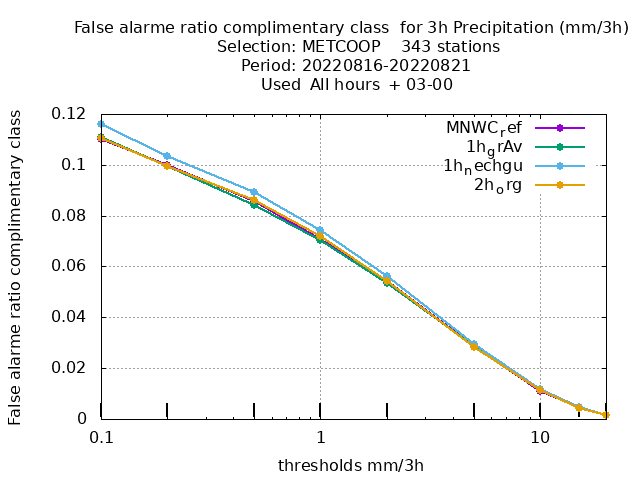 False alarme ratio complimentary class  for 3h Precipitation (mm/3h)
Selection: METCOOP    343 stations
Period: 20220816-20220821
Used  All hours  + 03-00
False alarme ratio complimentary class
0.12
0.1
0.08
0.06
0.04
0.02
0
MNWC_ref
1h_grAv
1h_nechgu
2h_org
0.1
1
10
thresholds mm/3h